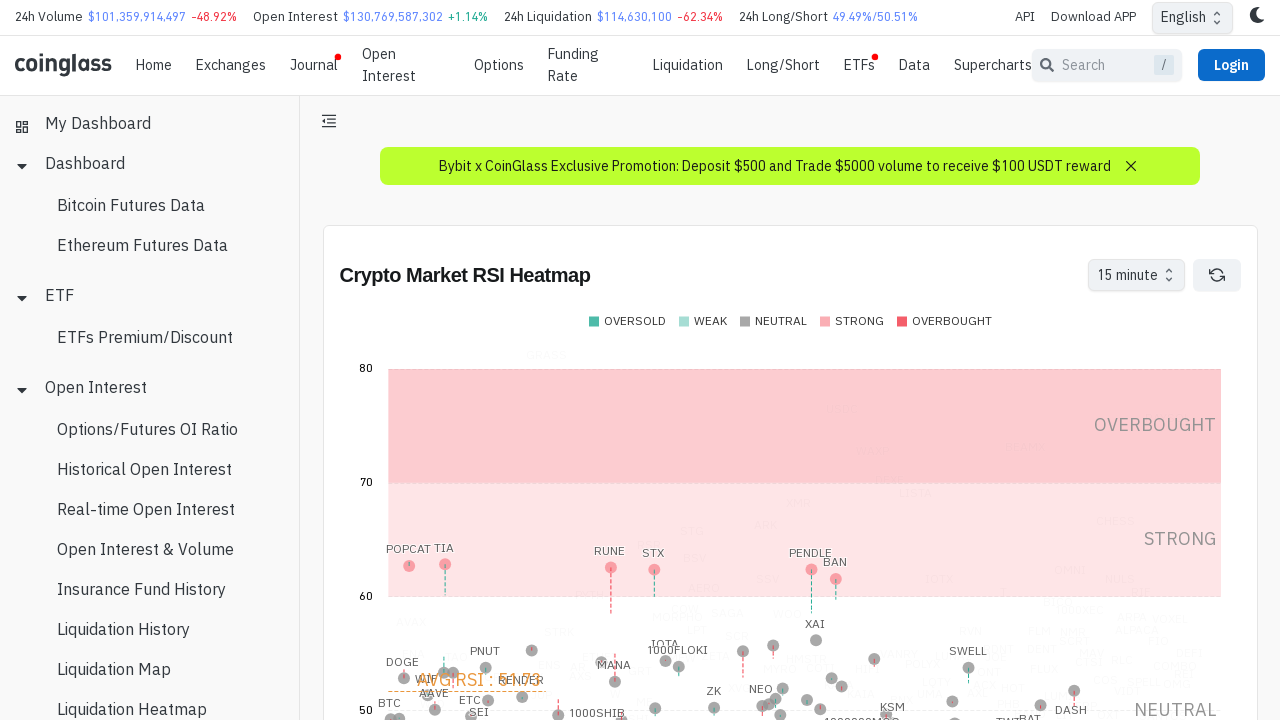 24h Volume $101,359,914,497 -48.92% Open Interest $130,769,587,302 +1.14% 24h Liquidation $114,630,100 -62.34% 24h Long/Short 49.49%/50.51% API Download APP English
coinglass Home Exchanges Journal Open Interest Options Funding Rate Liquidation Long/Short ETFs Data Supercharts Search / Login
My Dashboard
Dashboard
Bitcoin Futures Data
Ethereum Futures Data
ETF
ETFs Premium/Discount
Open Interest
Options/Futures OI Ratio
Historical Open Interest
Real-time Open Interest
Open Interest & Volume
Insurance Fund History
Liquidation History
Liquidation Map
Liquidation Heatmap
Bybit x CoinGlass Exclusive Promotion: Deposit $500 and Trade $5000 volume to receive $100 USDT reward
Crypto Market RSI Heatmap 15 minute
OVERSOLD WEAK NEUTRAL STRONG OVERBOUGHT
80
OVERBOUGHT
70
STRONG
POPCAT TIA RUNE STX PENDLE BAN
60
XAI
PNUT IOTA 1000FLOKI SWELL
DOGE MANA
WIF AVG RSI : 51.73 RENDER
BTC AAVE ETC ZK NEO KSM
SEI 1000SHIB DASH
50 BAT NEUTRAL